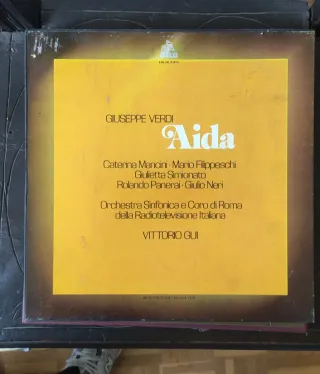 GIUSEPPE VERDI
Aida
Caterina Mancini · Mario Filippeschi
Giulietta Simionato
Rolando Panerai · Giulio Neri
Orchestra Sinfonica e Coro di Roma
della Radiotelevisione Italiana
VITTORIO GUI